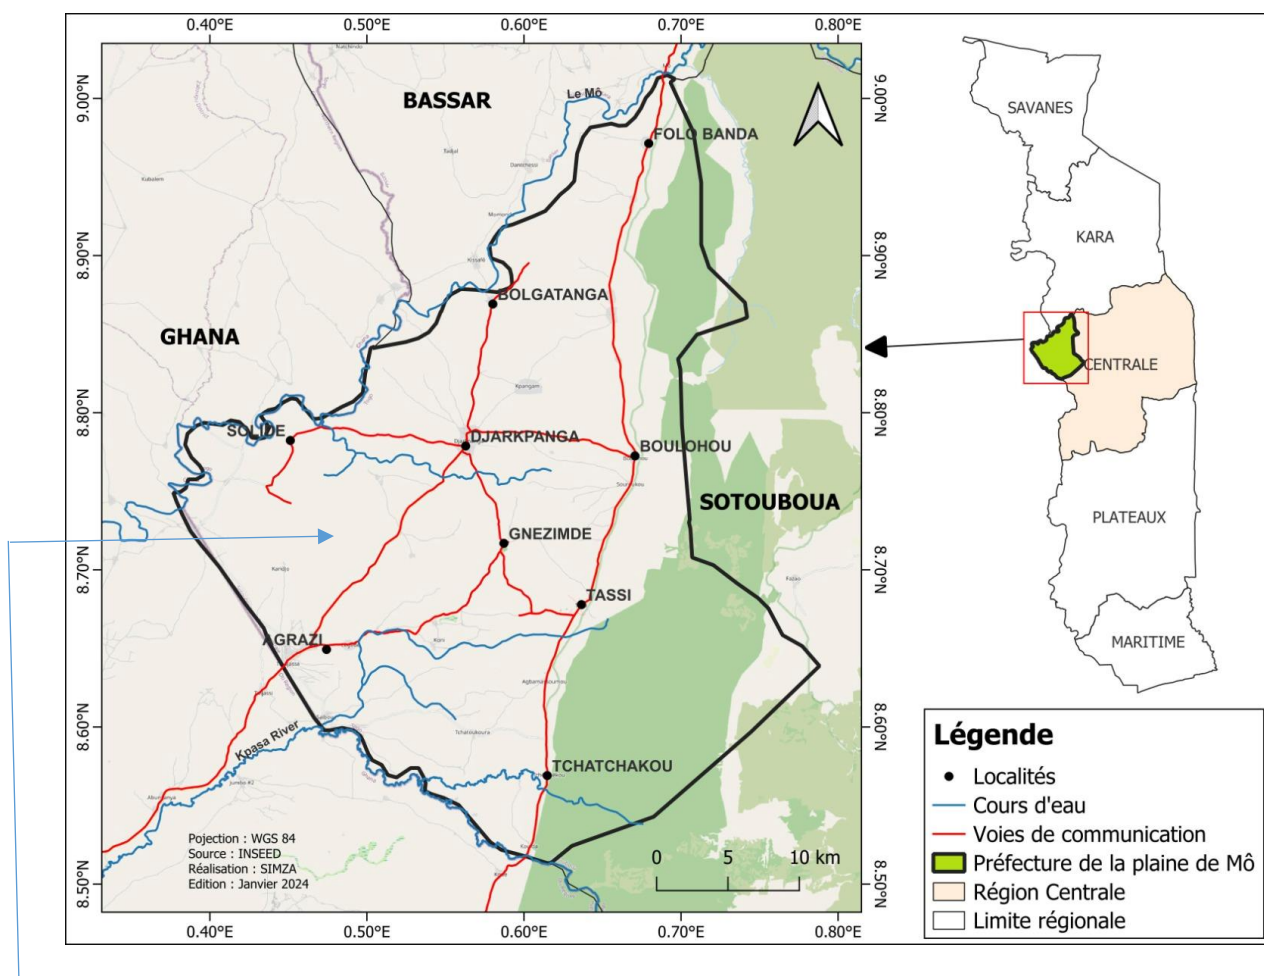 0.40°E 0.50°E 0.60°E 0.70°E 0.80°E
9.00°N
8.90°N
8.80°N
8.70°N
8.60°N
8.50°N
BASSAR
Le Mô
FOLO BANDA
BOLGATANGA
GHANA
Kpangam
SOLIDE
DJARKPANGA
BOULOHOU
SOTOUBOUA
GNEZIMDE
TASSI
AGRAZI
Kpasa River
TCHATCHAKOU
Pojection : WGS 84
Source : INSEED
Réalisation : SIMZA
Edition : Janvier 2024
0 5 10 km
9.00°N
8.90°N
8.80°N
8.70°N
8.60°N
8.50°N
0.40°E 0.50°E 0.60°E 0.70°E 0.80°E
SAVANES
KARA
CENTRALE
PLATEAUX
MARITIME
Légende
Localités
Cours d'eau
Voies de communication
Préfecture de la plaine de Mô
Région Centrale
Limite régionale